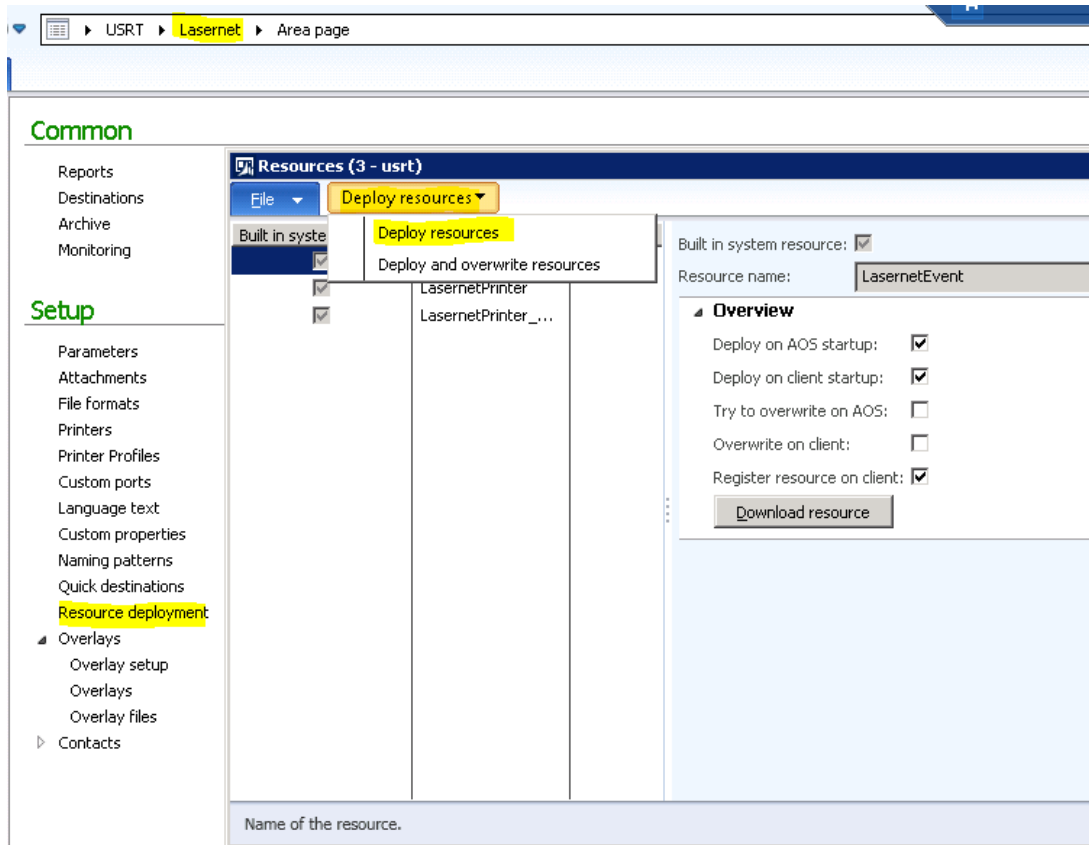 USRT Lasernet Area page
Common
Reports
Destinations
Archive
Monitoring
Setup
Parameters
Attachments
File formats
Printers
Printer Profiles
Custom ports
Language text
Custom properties
Naming patterns
Quick destinations
Resource deployment
Overlays
Overlay setup
Overlays
Overlay files
Contacts
Resources (3 - usrt)
File Deploy resources
Deploy resources
Deploy and overwrite resources
Built in syste
LasernetPrinter
LasernetPrinter_...
Built in system resource:
Resource name: LasernetEvent
Overview
Deploy on AOS startup:
Deploy on client startup:
Try to overwrite on AOS:
Overwrite on client:
Register resource on client:
Download resource
Name of the resource.